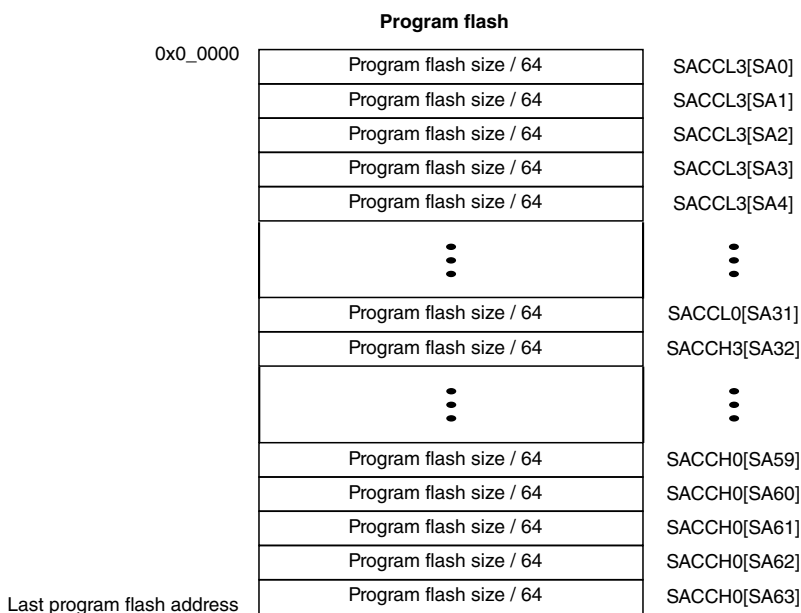 Program flash
0x0_0000
Program flash size / 64 SACCL3[SA0]
Program flash size / 64 SACCL3[SA1]
Program flash size / 64 SACCL3[SA2]
Program flash size / 64 SACCL3[SA3]
Program flash size / 64 SACCL3[SA4]
Program flash size / 64 SACCL0[SA31]
Program flash size / 64 SACCH3[SA32]
Program flash size / 64 SACCH0[SA59]
Program flash size / 64 SACCH0[SA60]
Program flash size / 64 SACCH0[SA61]
Program flash size / 64 SACCH0[SA62]
Program flash size / 64 SACCH0[SA63]
Last program flash address